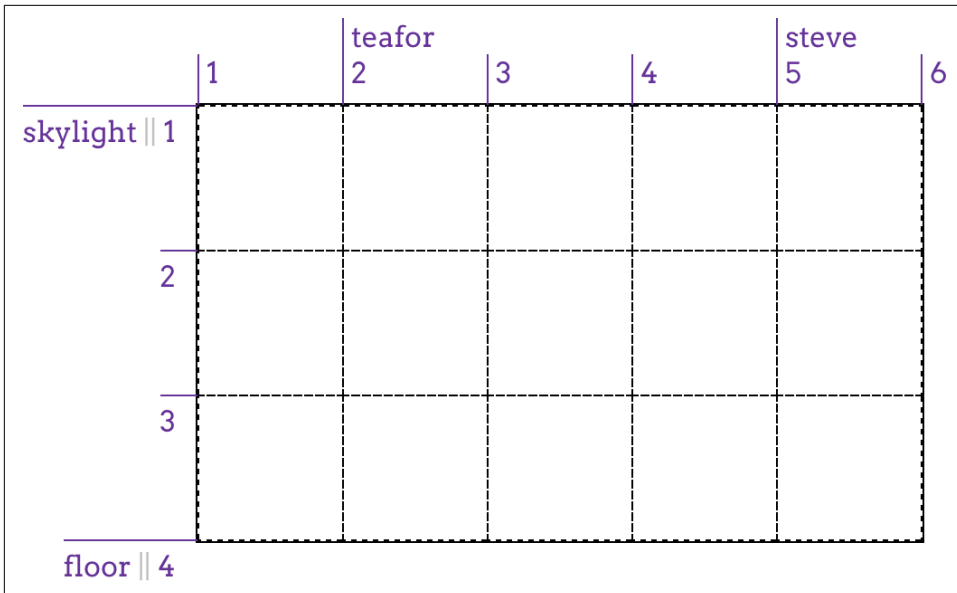 teafor steve
1 2 3 4 5 6
skylight || 1
2
3
floor || 4